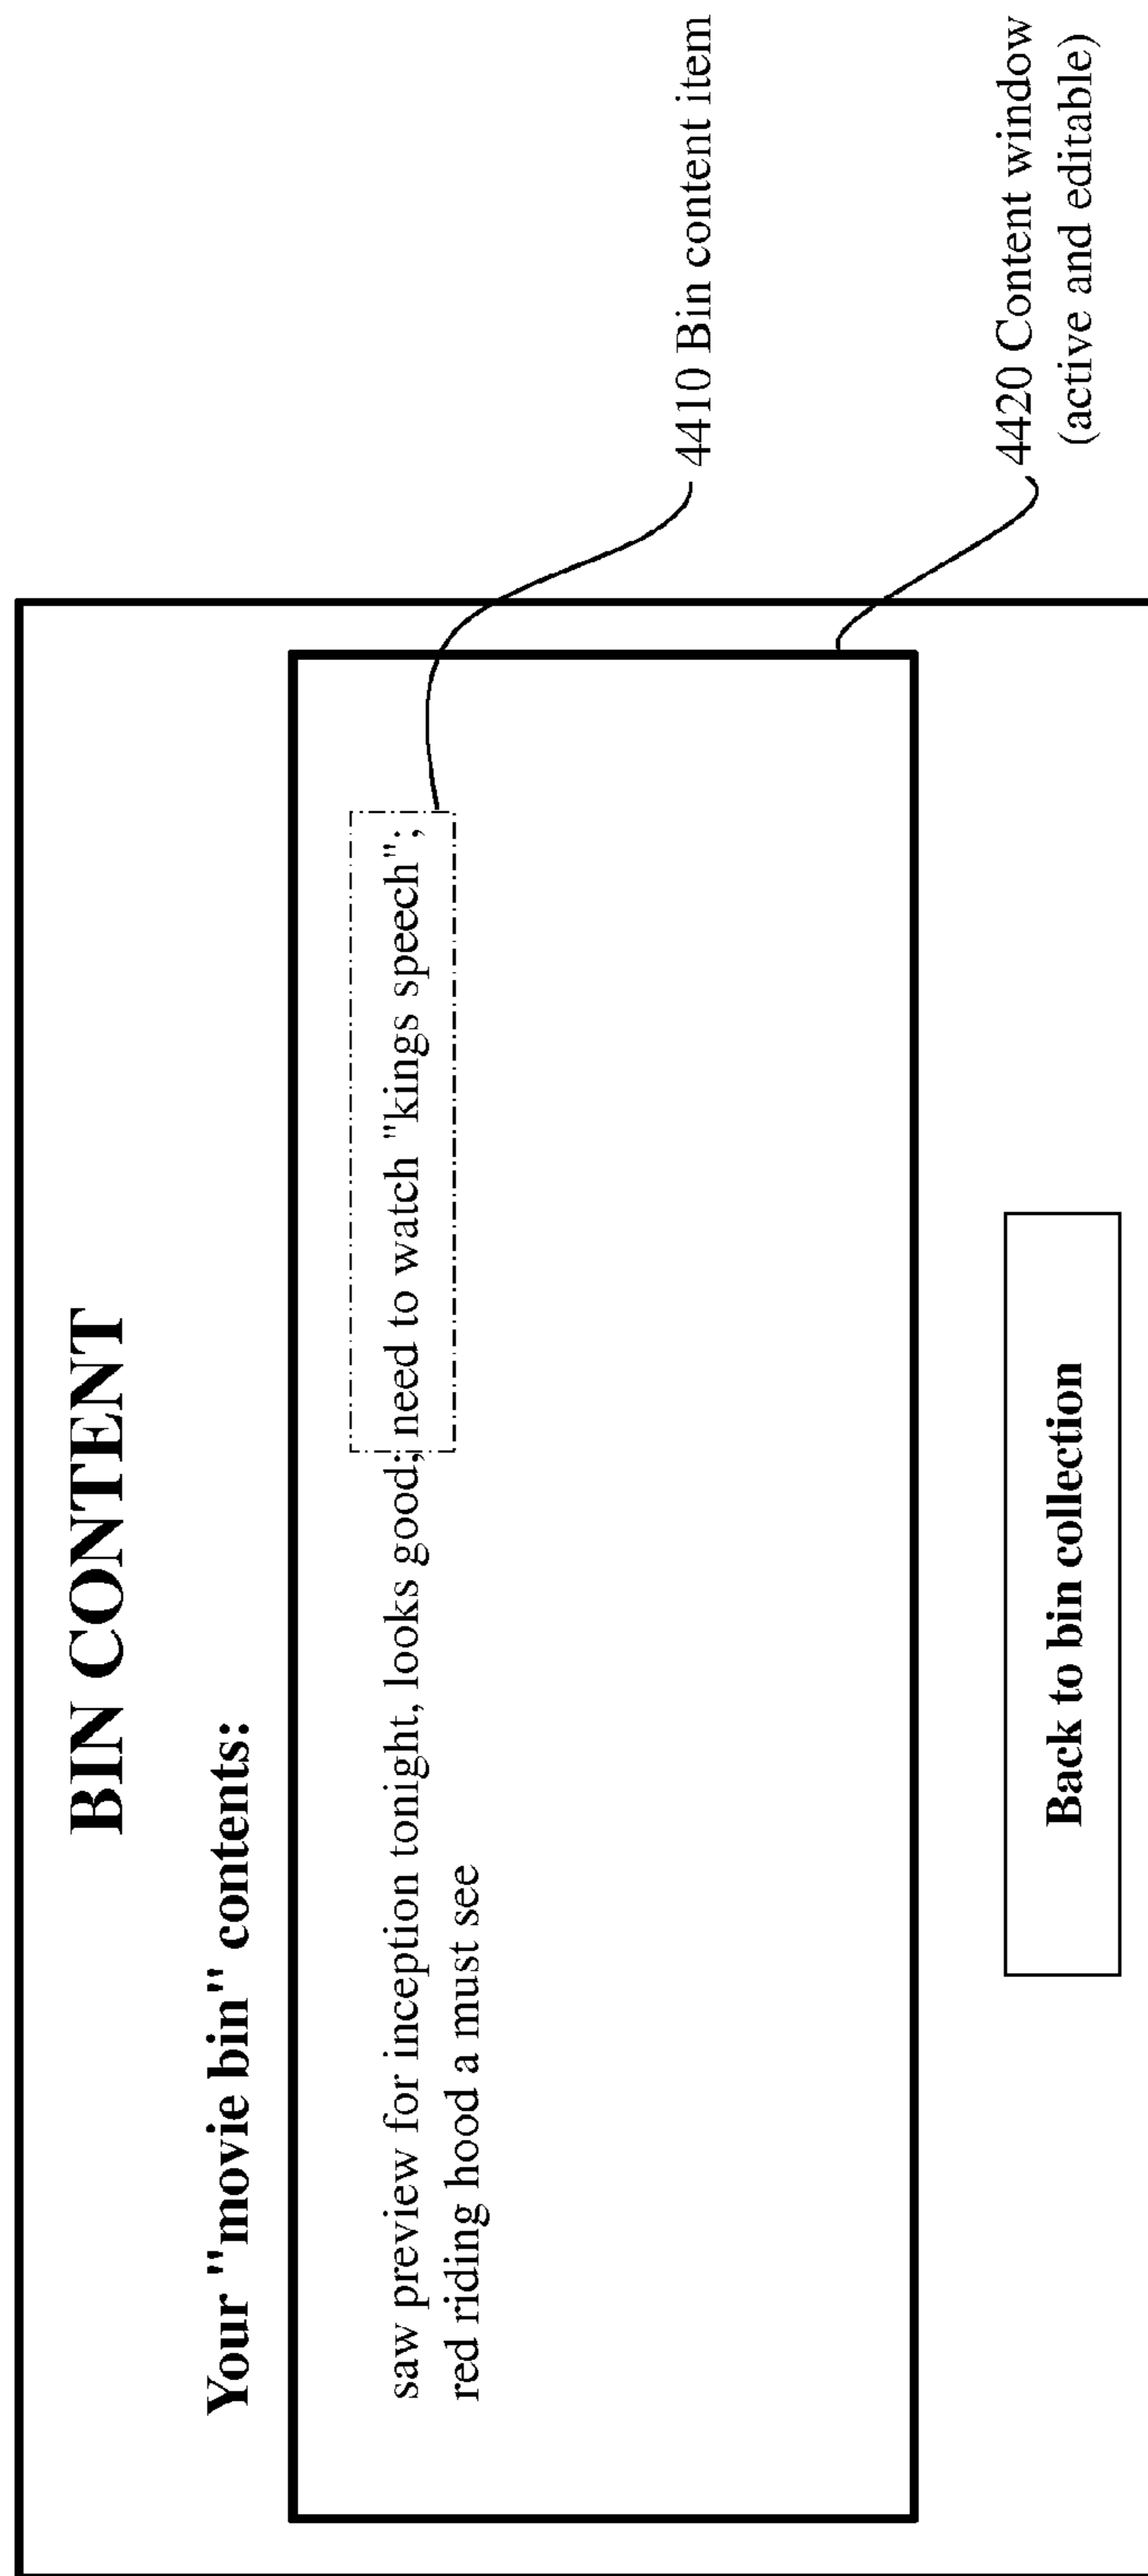 BIN CONTENT
Your "movie bin" contents:
saw preview for inception tonight, looks good; need to watch "kings speech";
red riding hood a must see
4410 Bin content item
4420 Content window
(active and editable)
Back to bin collection